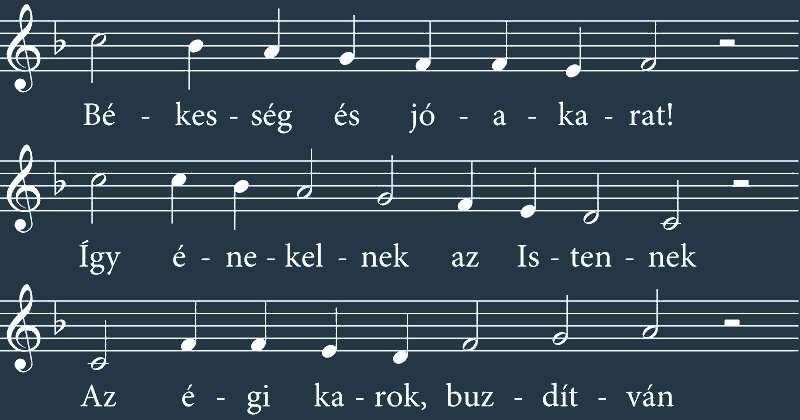 Bé - kes - ség és jó - a - ka - rat!
Így é - ne - kel - nek az Is - ten - nek
Az é - gi ka - rok, buz - dít - ván